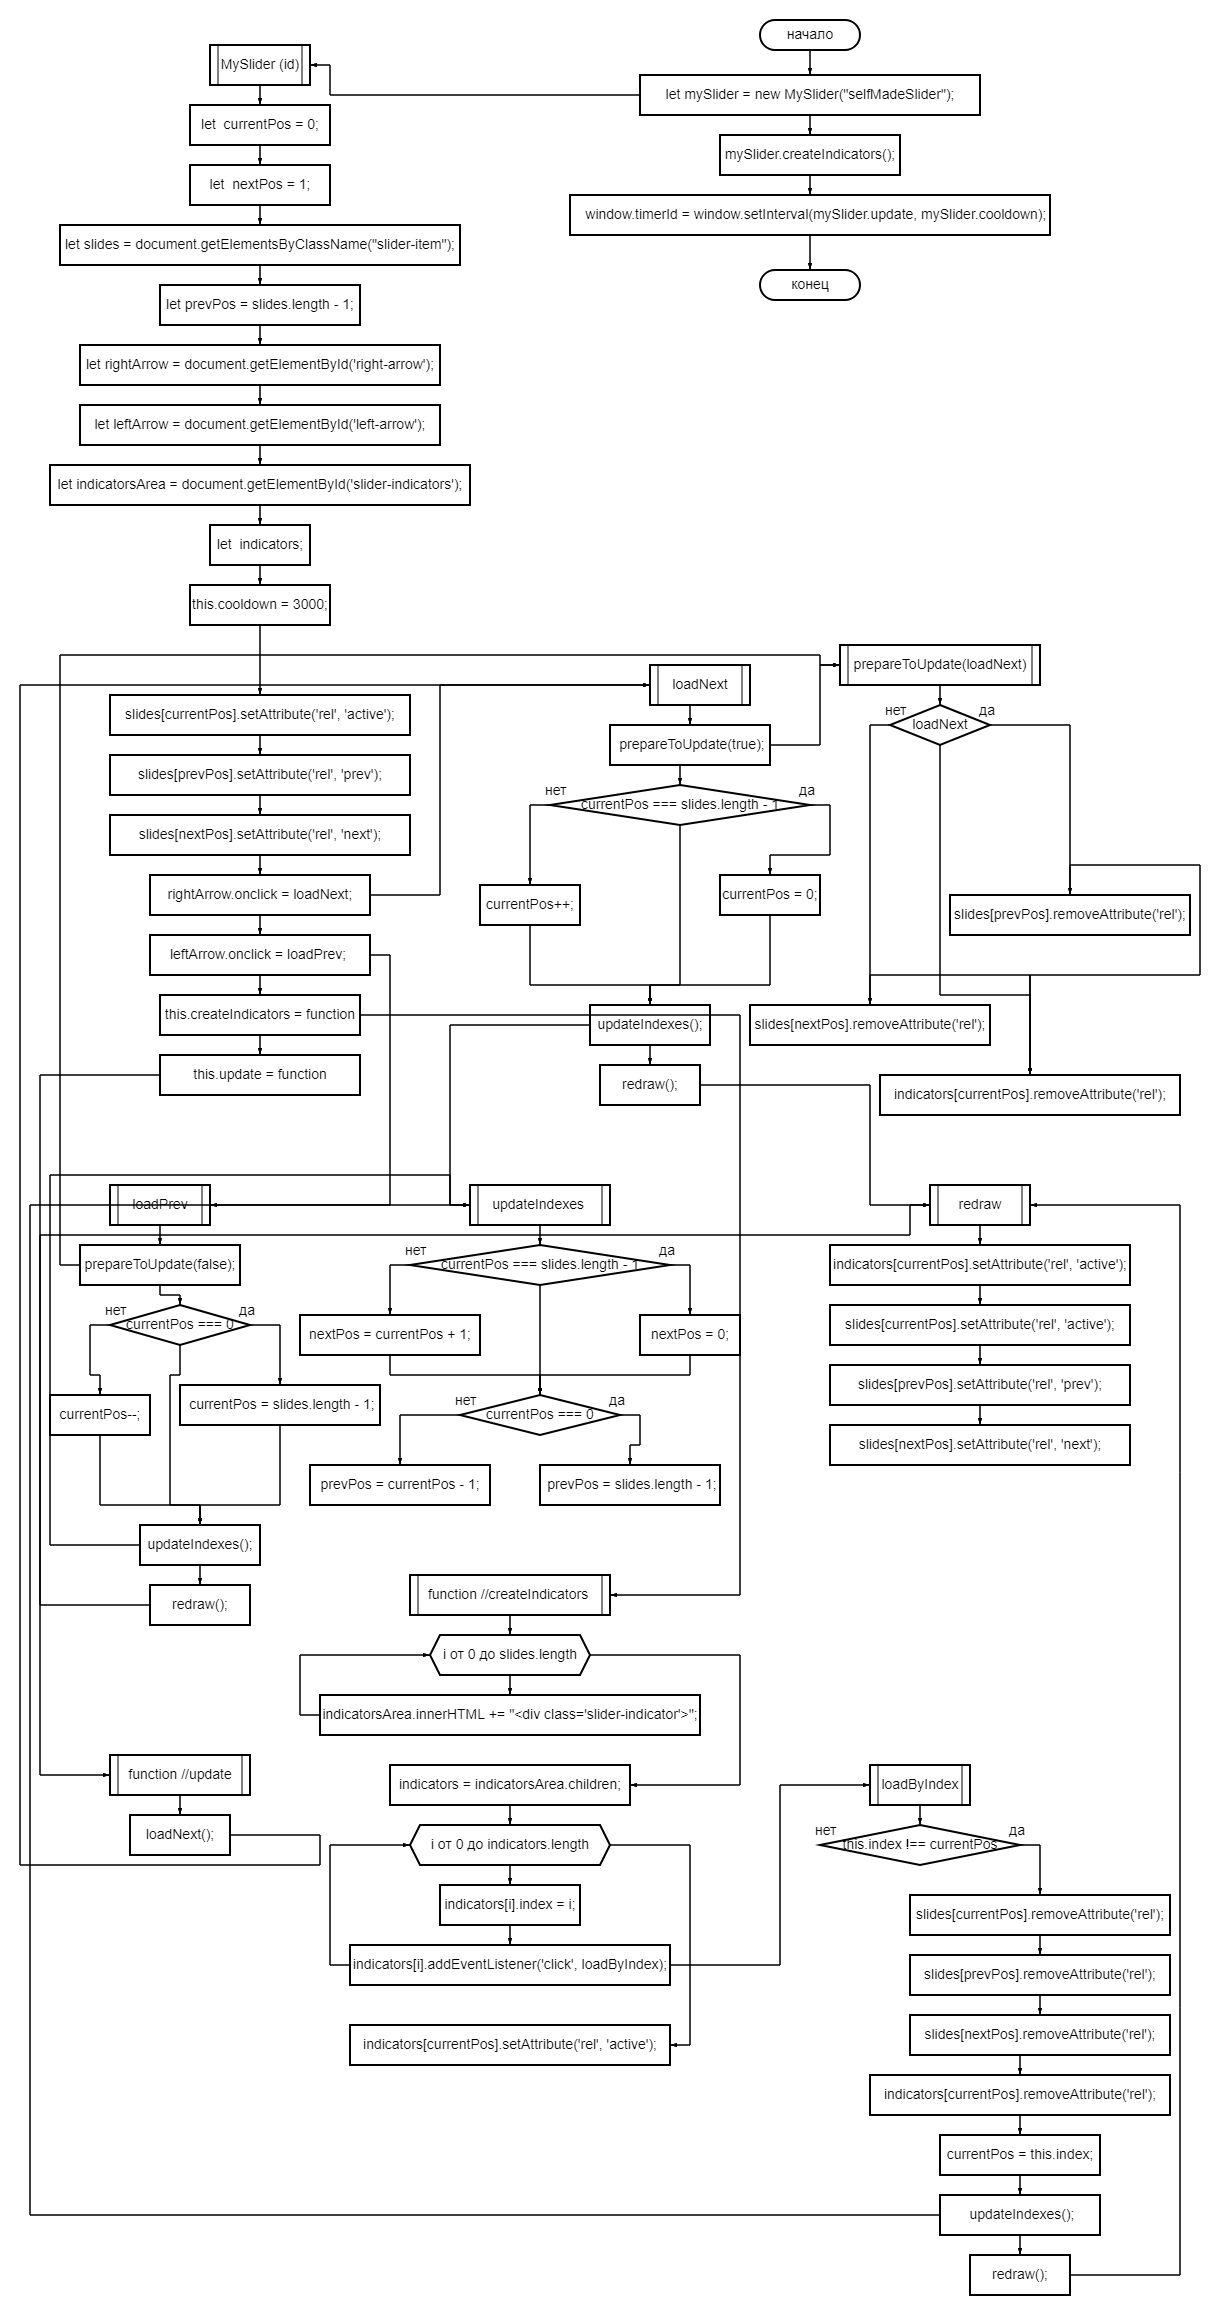 начало
MySlider (id)
let mySlider = new MySlider("selfMadeSlider");
let  currentPos = 0;
mySlider.createIndicators();
let  nextPos = 1;
window.timerId = window.setInterval(mySlider.update, mySlider.cooldown);
let slides = document.getElementsByClassName("slider-item");
конец
let prevPos = slides.length - 1;
let rightArrow = document.getElementById('right-arrow');
let leftArrow = document.getElementById('left-arrow');
let indicatorsArea = document.getElementById('slider-indicators');
let  indicators;
this.cooldown = 3000;
slides[currentPos].setAttribute('rel', 'active');
slides[prevPos].setAttribute('rel', 'prev');
slides[nextPos].setAttribute('rel', 'next');
rightArrow.onclick = loadNext;
leftArrow.onclick = loadPrev;
this.createIndicators = function
this.update = function
loadNext
prepareToUpdate(true);
нет
да
currentPos === slides.length - 1
currentPos++;
currentPos = 0;
updateIndexes();
redraw();
prepareToUpdate(loadNext)
нет
да
loadNext
slides[prevPos].removeAttribute('rel');
slides[nextPos].removeAttribute('rel');
indicators[currentPos].removeAttribute('rel');
loadPrev
prepareToUpdate(false);
нет
да
currentPos === 0
currentPos--;
currentPos = slides.length - 1;
updateIndexes();
redraw();
updateIndexes
нет
да
currentPos === slides.length - 1
nextPos = currentPos + 1;
nextPos = 0;
нет
да
currentPos === 0
prevPos = currentPos - 1;
prevPos = slides.length - 1;
redraw
indicators[currentPos].setAttribute('rel', 'active');
slides[currentPos].setAttribute('rel', 'active');
slides[prevPos].setAttribute('rel', 'prev');
slides[nextPos].setAttribute('rel', 'next');
function //createIndicators
i от 0 до slides.length
indicatorsArea.innerHTML += "<div class='slider-indicator'>";
function //update
loadNext();
indicators = indicatorsArea.children;
i от 0 до indicators.length
indicators[i].index = i;
indicators[i].addEventListener('click', loadByIndex);
indicators[currentPos].setAttribute('rel', 'active');
loadByIndex
нет
да
this.index !== currentPos
slides[currentPos].removeAttribute('rel');
slides[prevPos].removeAttribute('rel');
slides[nextPos].removeAttribute('rel');
indicators[currentPos].removeAttribute('rel');
currentPos = this.index;
updateIndexes();
redraw();